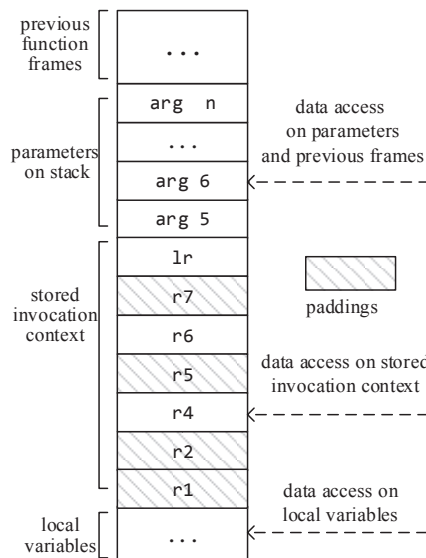 previous
function
frames
...
parameters
on stack
arg n
...
arg 6
arg 5
data access
on parameters
and previous frames
stored
invocation
context
lr
r7
r6
r5
r4
r2
r1
paddings
data access on stored
invocation context
local
variables
...
data access on
local variables